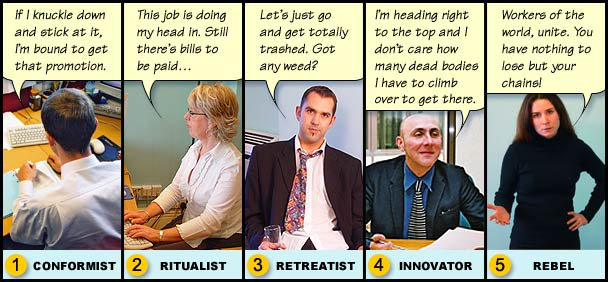 If I knuckle down
and stick at it,
I'm bound to get
that promotion.
This job is doing
my head in. Still
there's bills to
be paid...
Let's just go
and get totally
trashed. Got
any weed?
I'm heading right
to the top and I
don't care how
many dead bodies
I have to climb
over to get there.
Workers of the
world, unite. You
have nothing to
lose but your
chains!
1 CONFORMIST
2 RITUALIST
3 RETREATIST
4 INNOVATOR
5 REBEL